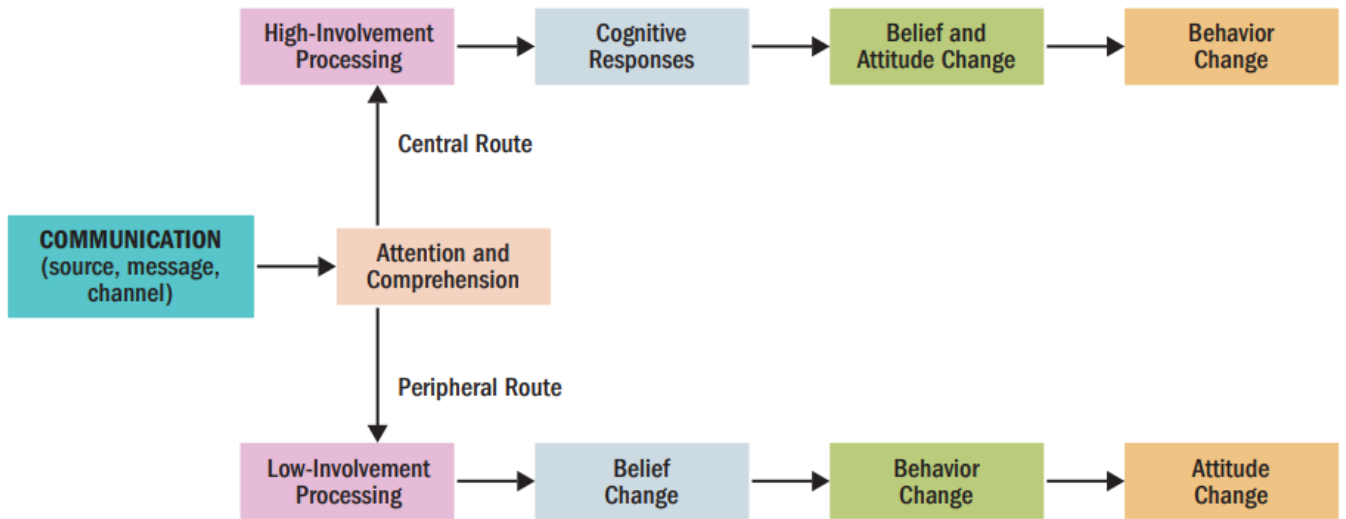 High-Involvement
Processing
Cognitive
Responses
Belief and
Attitude Change
Behavior
Change
Central Route
COMMUNICATION
(source, message,
channel)
Attention and
Comprehension
Peripheral Route
Low-Involvement
Processing
Belief
Change
Behavior
Change
Attitude
Change